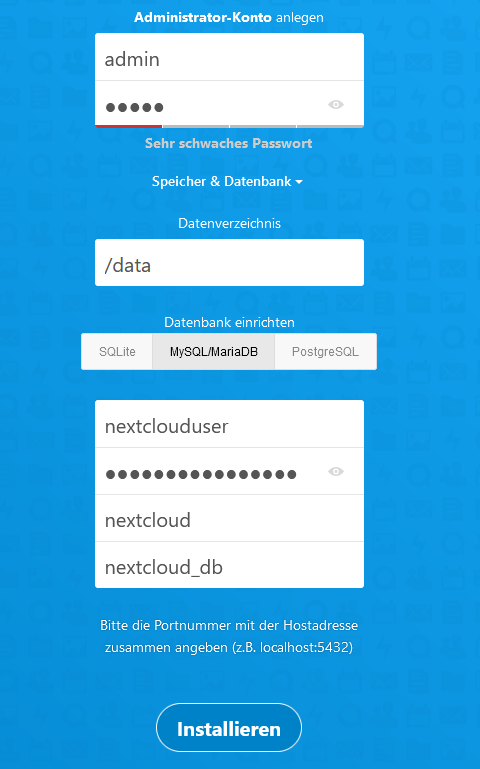 Administrator-Konto anlegen
admin
●●●●●
Sehr schwaches Passwort
Speicher & Datenbank
Datenverzeichnis
/data
Datenbank einrichten
SQLite MySQL/MariaDB PostgreSQL
nextclouduser
●●●●●●●●●●●●●●●●
nextcloud
nextcloud_db
Bitte die Portnummer mit der Hostadresse
zusammen angeben (z.B. localhost:5432)
Installieren